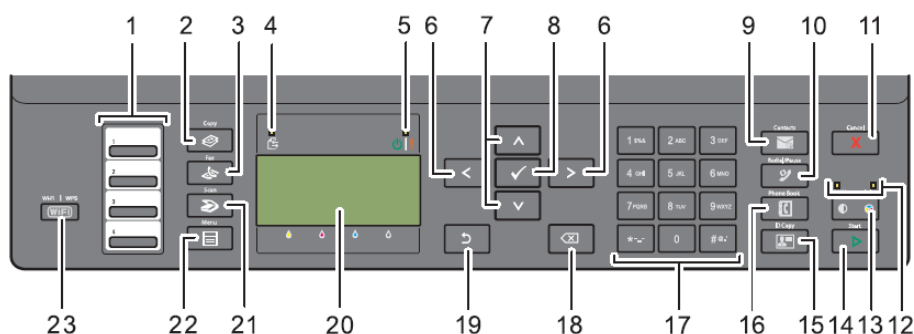 1 2 3 4 5 6 7 8 6 9 10 11
Copy
Fax
Scan
Menu
WiFi | WPS
WiFi
1
2
3
4
1 2 ABC 3 DEF
4 GHI 5 JKL 6 MNO
7 PQRS 8 TUV 9 WXYZ
*-.- 0
Contacts
Redial/Pause
Phone Book
ID Copy
Cancel
X
Start
23 22 21 20 19 18 17 16 15 14 13 12